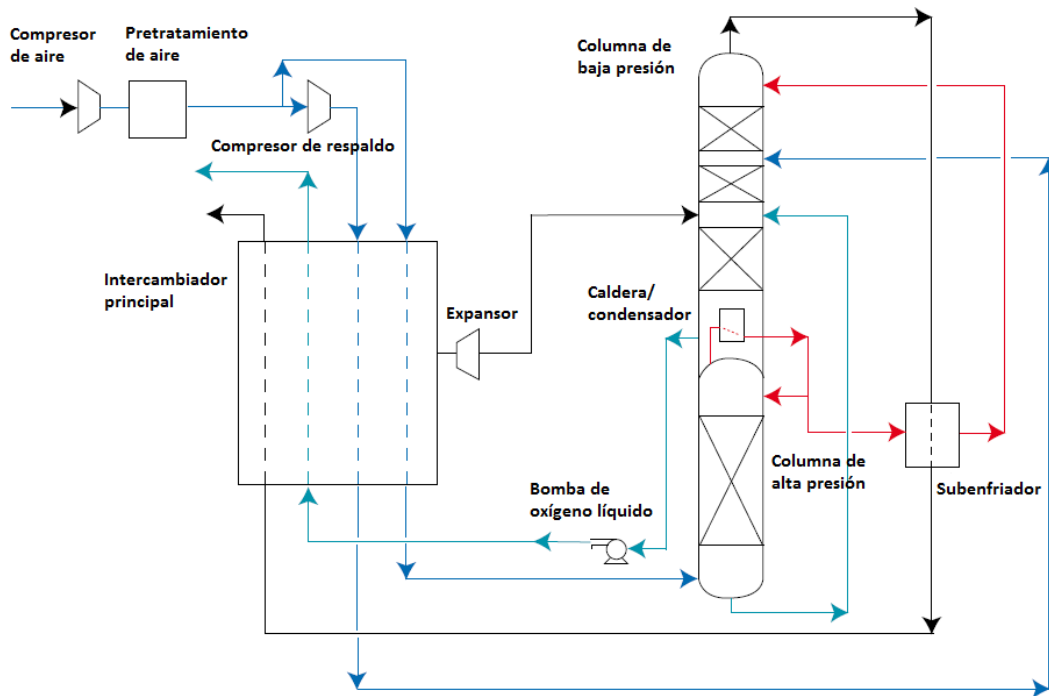 Compresor
de aire
Pretratamiento
de aire
Columna de
baja presión
Compresor de respaldo
Intercambiador
principal
Expansor
Caldera/
condensador
Columna de
alta presión
Bomba de
oxígeno líquido
Subenfriador